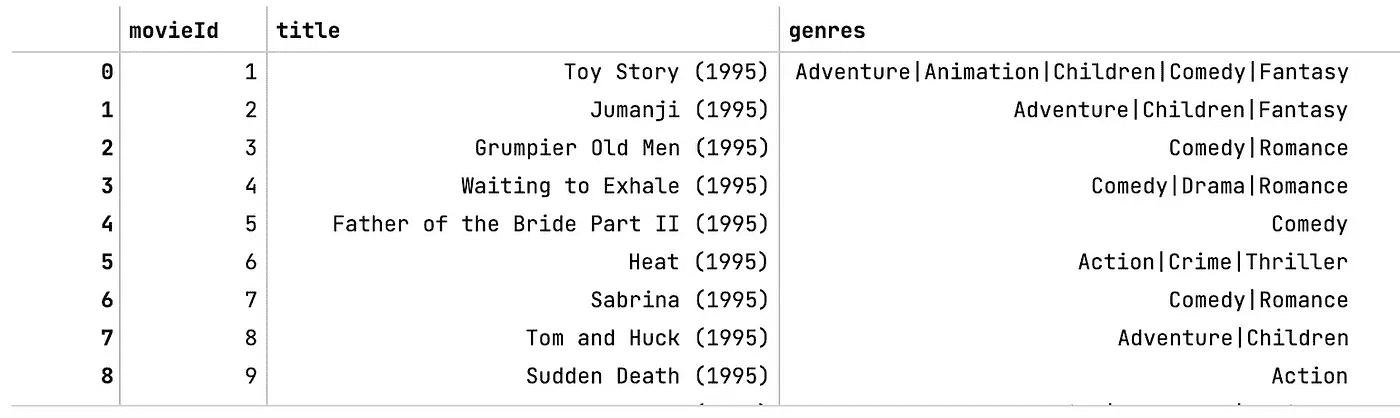 movieId title genres
0 1 Toy Story (1995) Adventure|Animation|Children|Comedy|Fantasy
1 2 Jumanji (1995) Adventure|Children|Fantasy
2 3 Grumpier Old Men (1995) Comedy|Romance
3 4 Waiting to Exhale (1995) Comedy|Drama|Romance
4 5 Father of the Bride Part II (1995) Comedy
5 6 Heat (1995) Action|Crime|Thriller
6 7 Sabrina (1995) Comedy|Romance
7 8 Tom and Huck (1995) Adventure|Children
8 9 Sudden Death (1995) Action